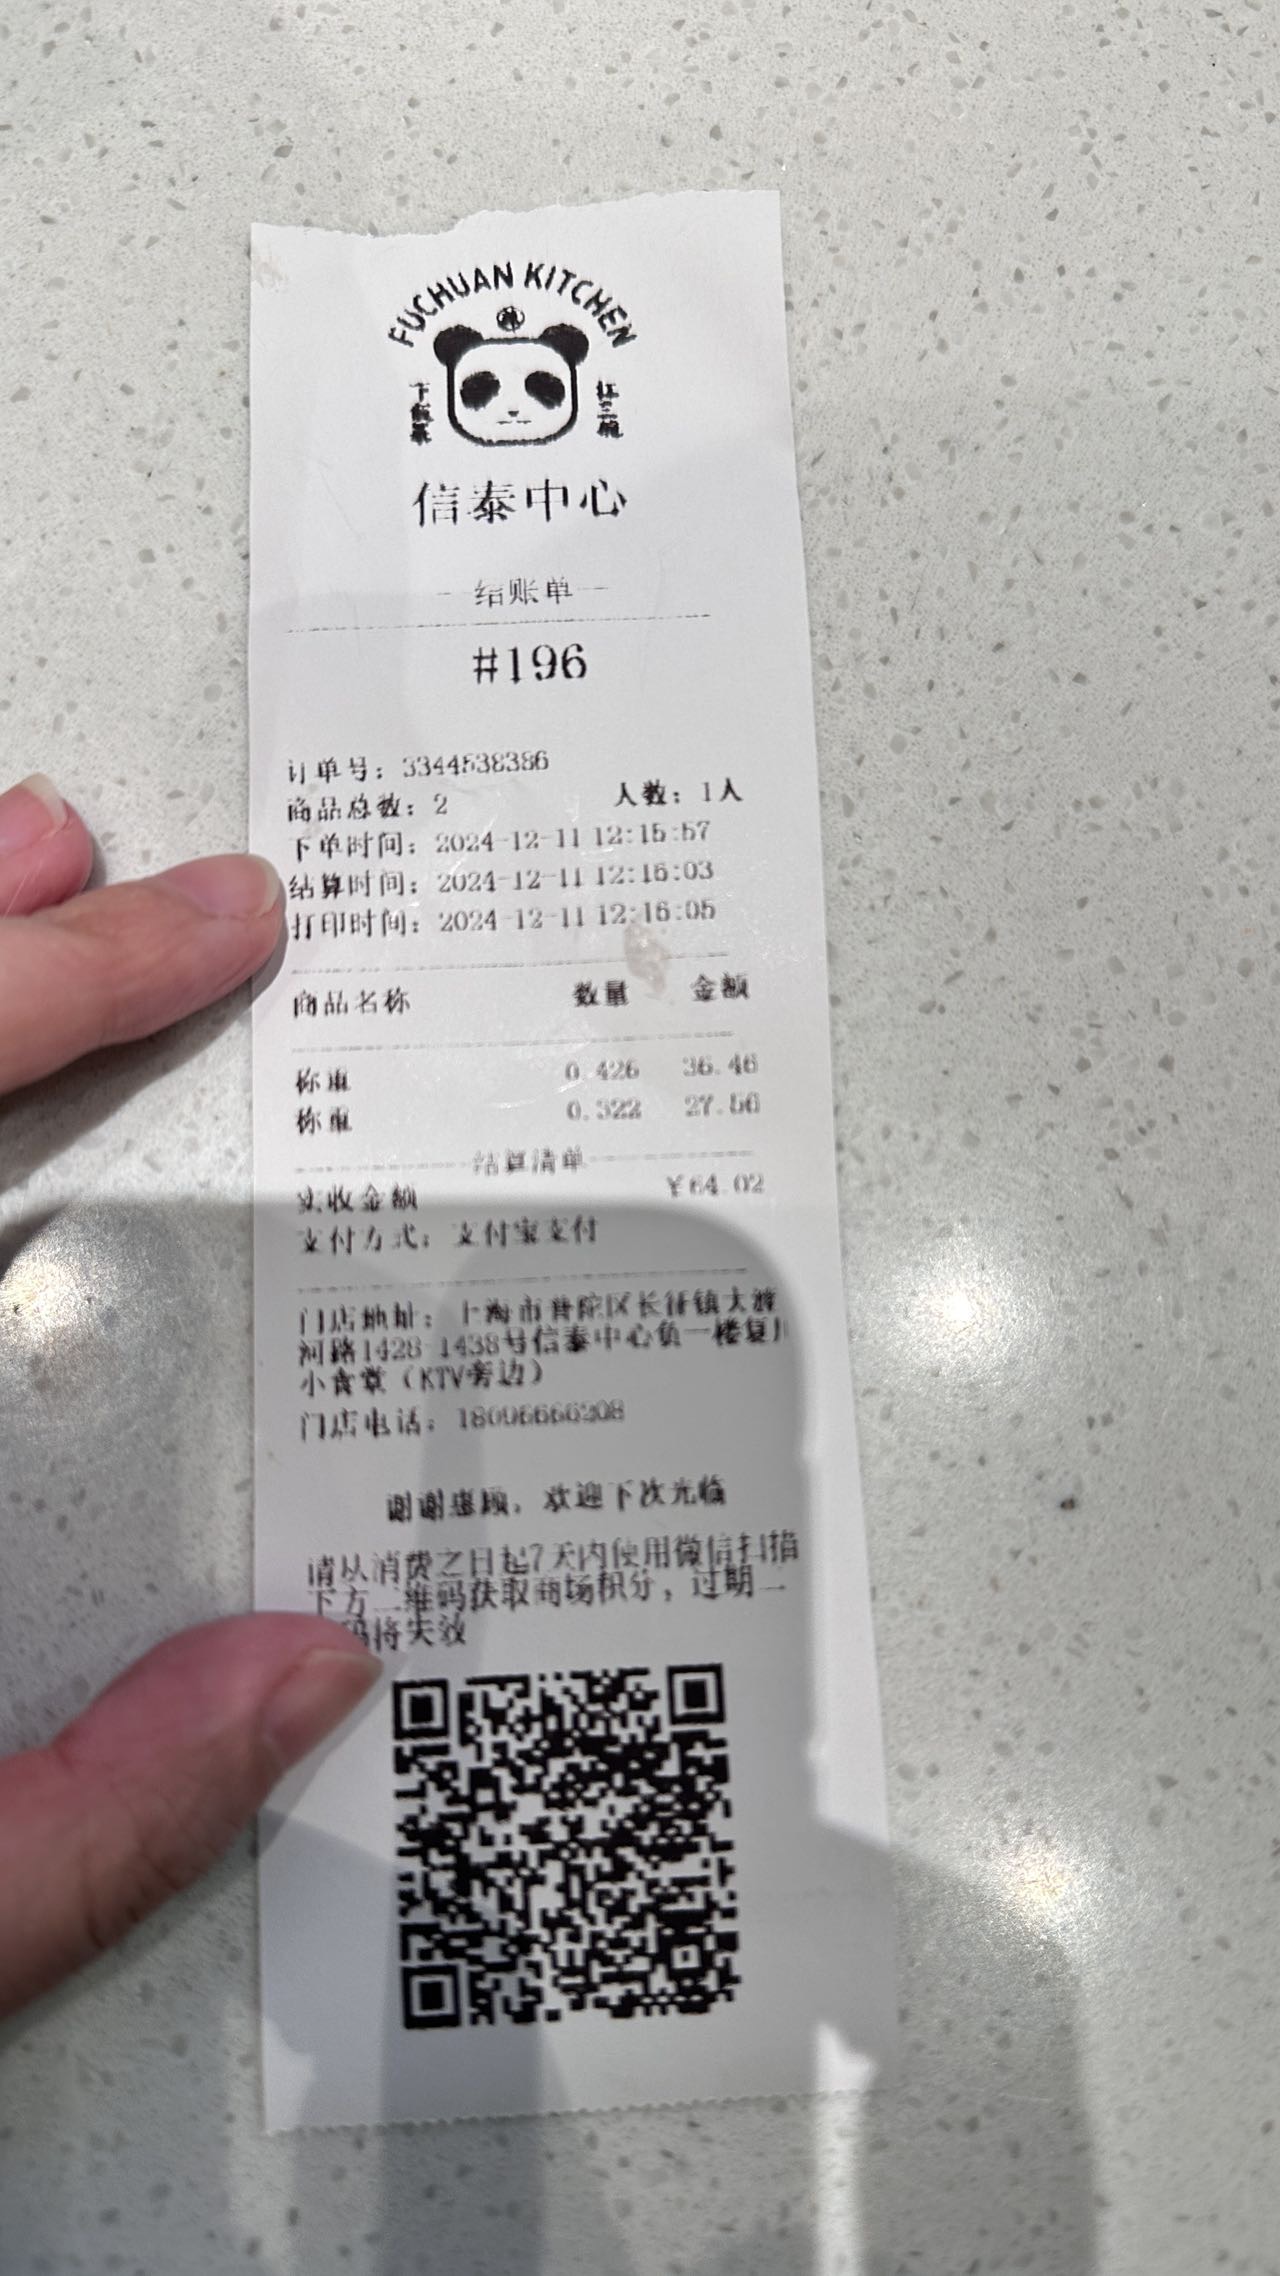 FUCHUAN KITCHEN
信泰中心
结账单
#196
订单号：3344538386
商品总数：2 人数：1人
下单时间：2024-12-11 12:15:57
结算时间：2024-12-11 12:16:03
打印时间：2024-12-11 12:16:05
商品名称 数量 金额
称重 0.426 36.46
称重 0.322 27.56
结算清单
实收金额 ¥64.02
支付方式：支付宝支付
门店地址：上海市普陀区长征镇大渡
河路1428-1438号信泰中心负一楼复川
小食堂（KTV旁边）
门店电话：
谢谢惠顾，欢迎下次光临
请以消费之日起7天内使用微信扫描
下方二维码获取商场积分，过期二
码将失效